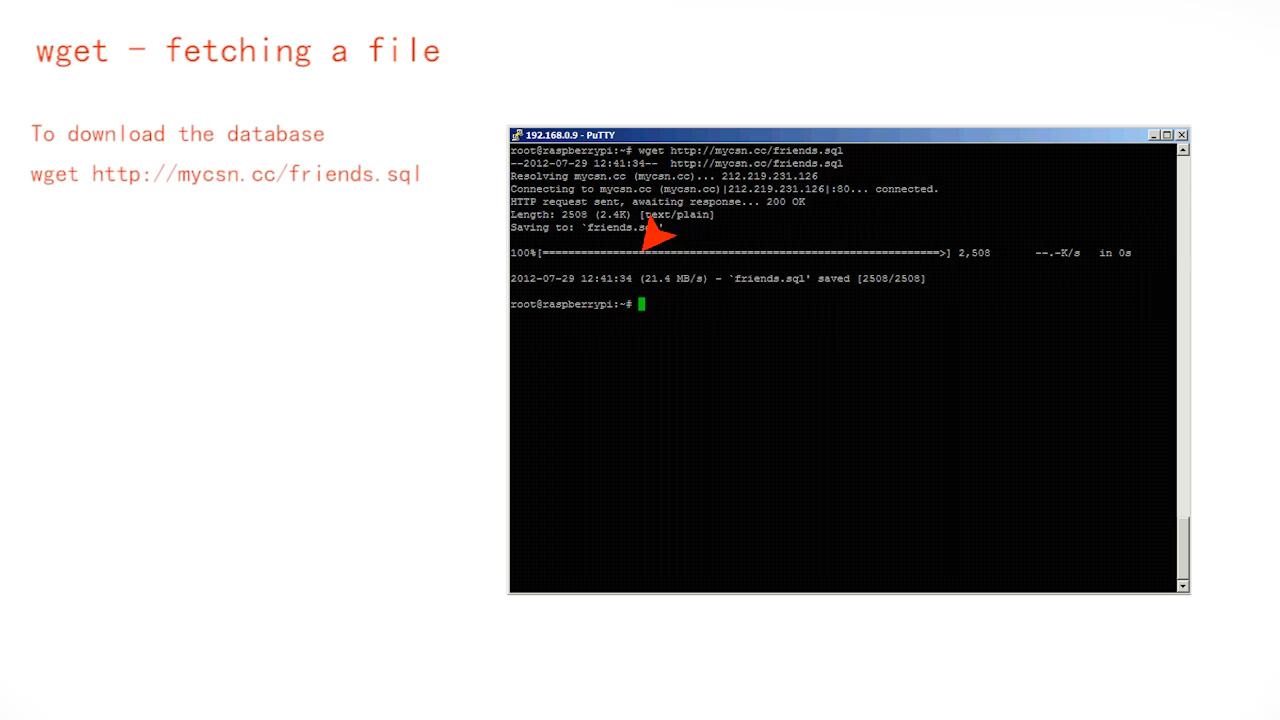 wget - fetching a file
To download the database
wget http://mycsn.cc/friends.sql
192.168.0.9 - PuTTY
root@raspberrypi:~# wget http://mycsn.cc/friends.sql
--2012-07-29 12:41:34-- http://mycsn.cc/friends.sql
Resolving mycsn.cc (mycsn.cc)... 212.219.231.126
Connecting to mycsn.cc (mycsn.cc)|212.219.231.126|:80... connected.
HTTP request sent, awaiting response... 200 OK
Length: 2508 (2.4K) [text/plain]
Saving to: `friends.sql'
100%[==============================================================>] 2,508 --.-K/s in 0s
2012-07-29 12:41:34 (21.4 MB/s) - `friends.sql' saved [2508/2508]
root@raspberrypi:~#